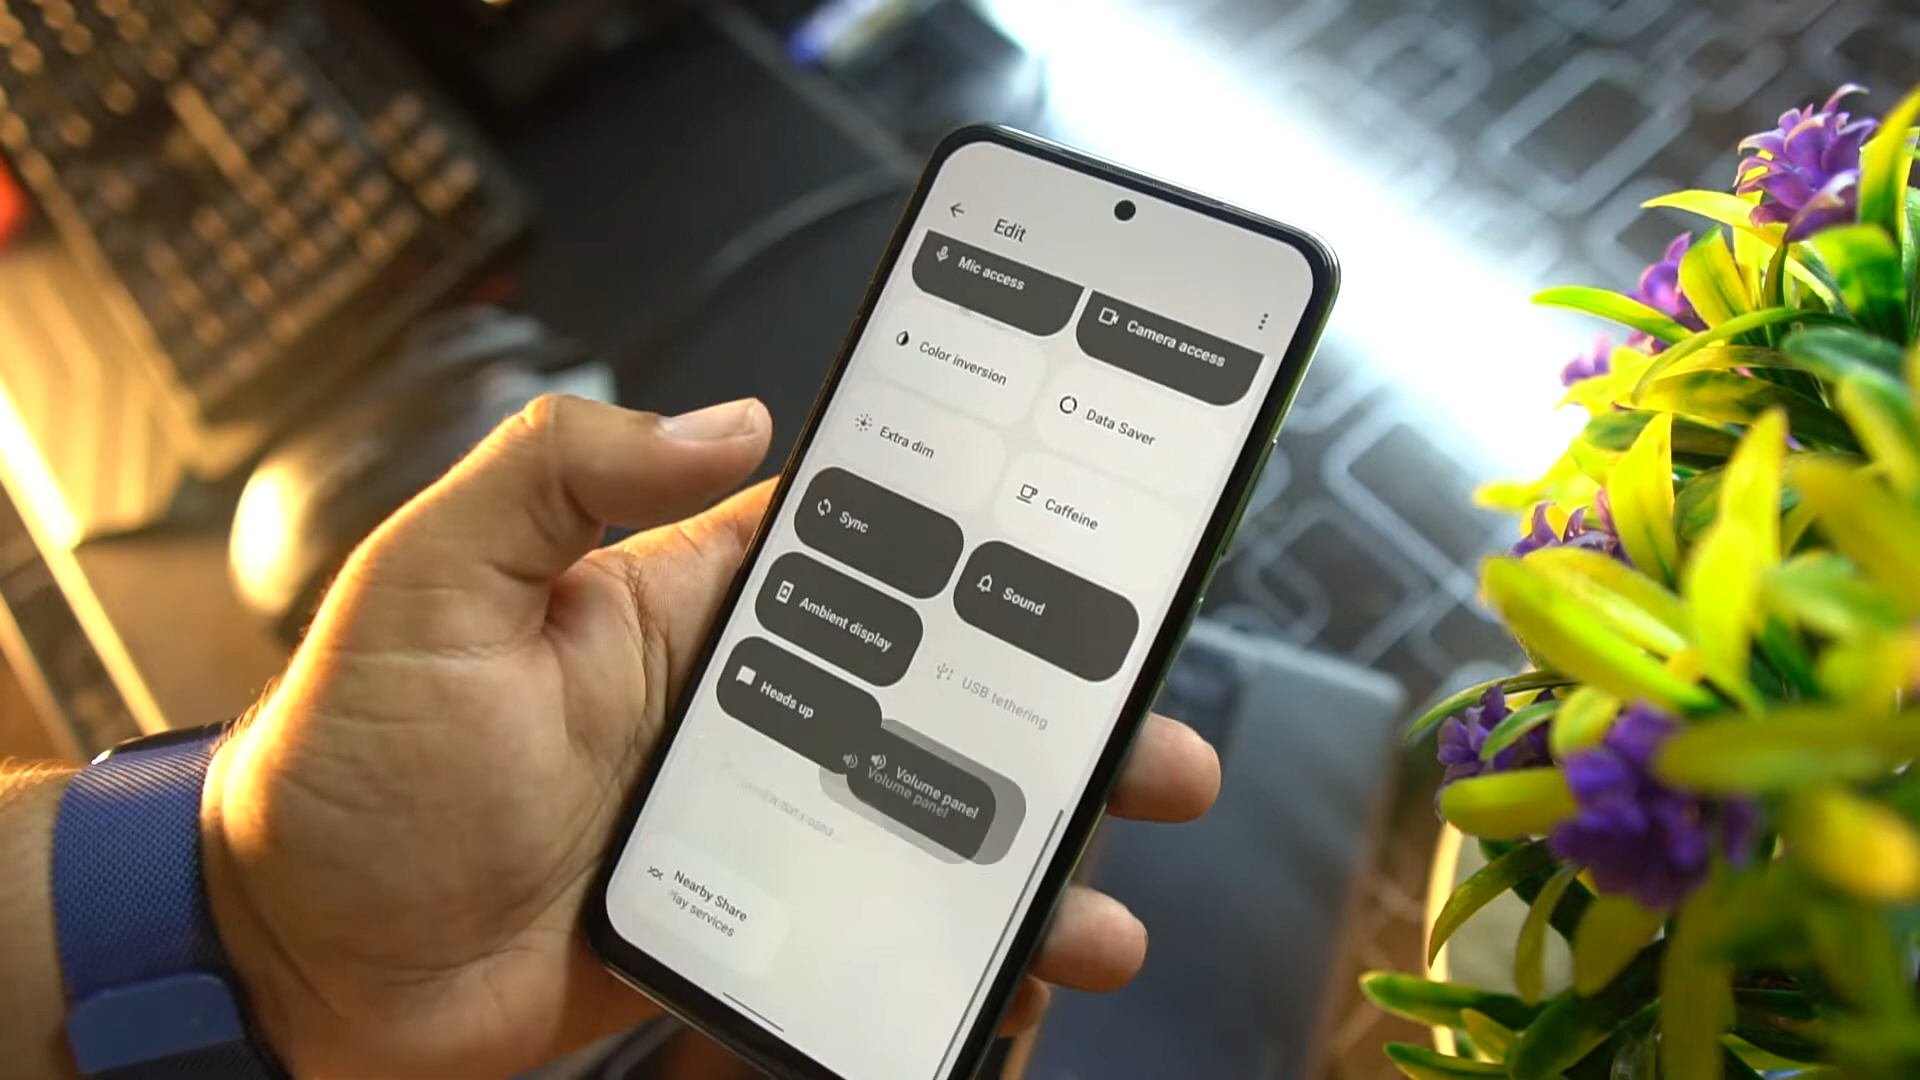 Edit
Mic access
Camera access
Color inversion
Data Saver
Extra dim
Caffeine
Sync
Sound
Ambient display
USB tethering
Heads up
Volume panel
Volume panel
Nearby Share
services